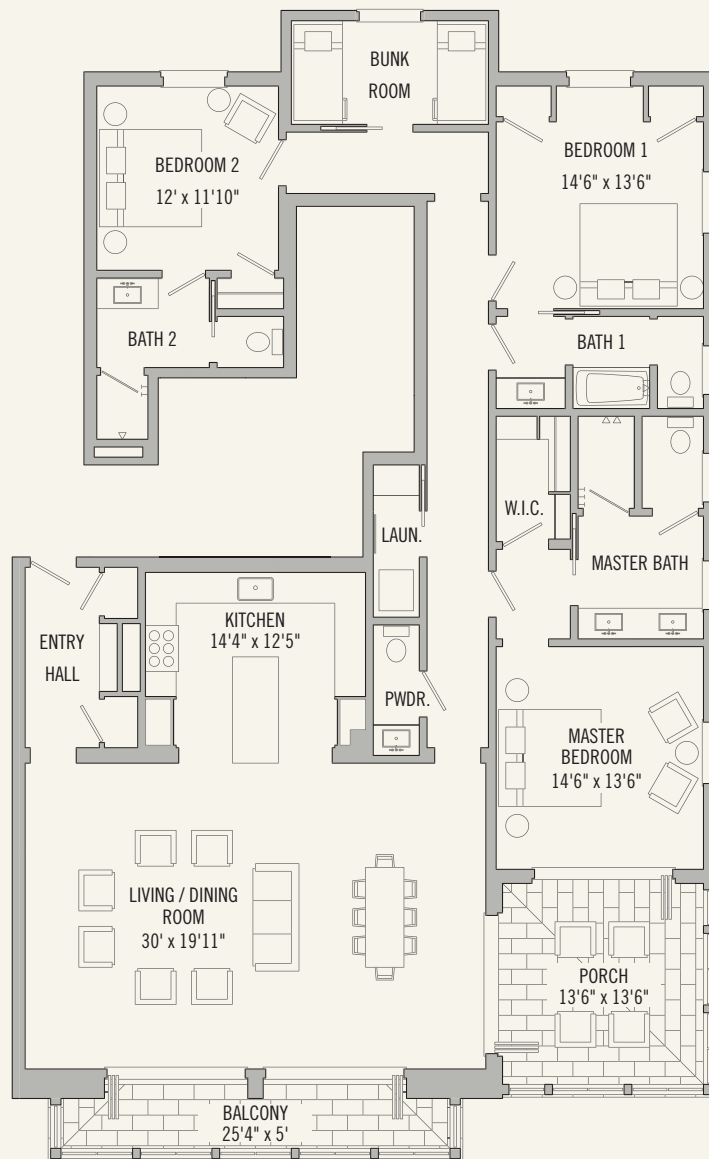 BUNK
ROOM
BEDROOM 2
12' x 11'10"
BEDROOM 1
14'6" x 13'6"
BATH 2
BATH 1
W.I.C.
LAUN.
MASTER BATH
KITCHEN
14'4" x 12'5"
ENTRY
HALL
PWDR.
MASTER
BEDROOM
14'6" x 13'6"
LIVING / DINING
ROOM
30' x 19'11"
PORCH
13'6" x 13'6"
BALCONY
25'4" x 5'